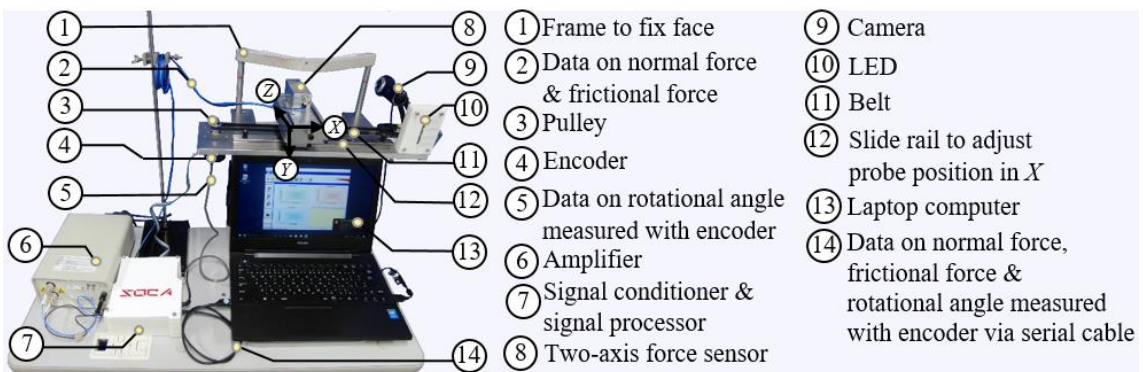 1
2
3
4
5
6
7
8
9
10
11
12
13
14
X
Y
Z
SOCA
1 Frame to fix face
2 Data on normal force
& frictional force
3 Pulley
4 Encoder
5 Data on rotational angle
measured with encoder
6 Amplifier
7 Signal conditioner &
signal processor
8 Two-axis force sensor
9 Camera
10 LED
11 Belt
12 Slide rail to adjust
probe position in X
13 Laptop computer
14 Data on normal force,
frictional force &
rotational angle measured
with encoder via serial cable